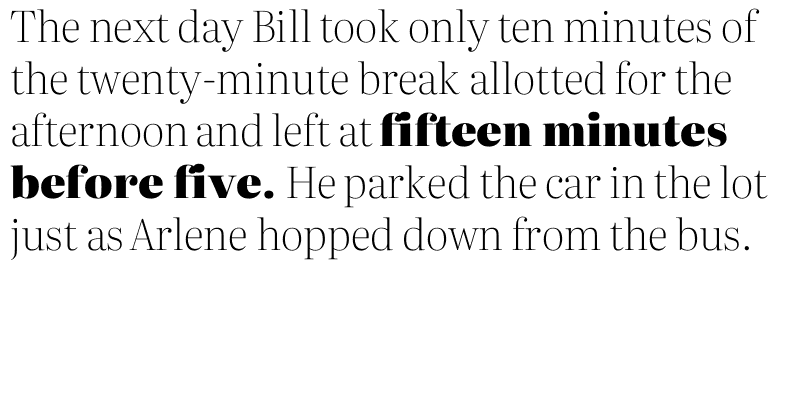 The next day Bill took only ten minutes of
the twenty-minute break allotted for the
afternoon and left at fifteen minutes
before five. He parked the car in the lot
just as Arlene hopped down from the bus.